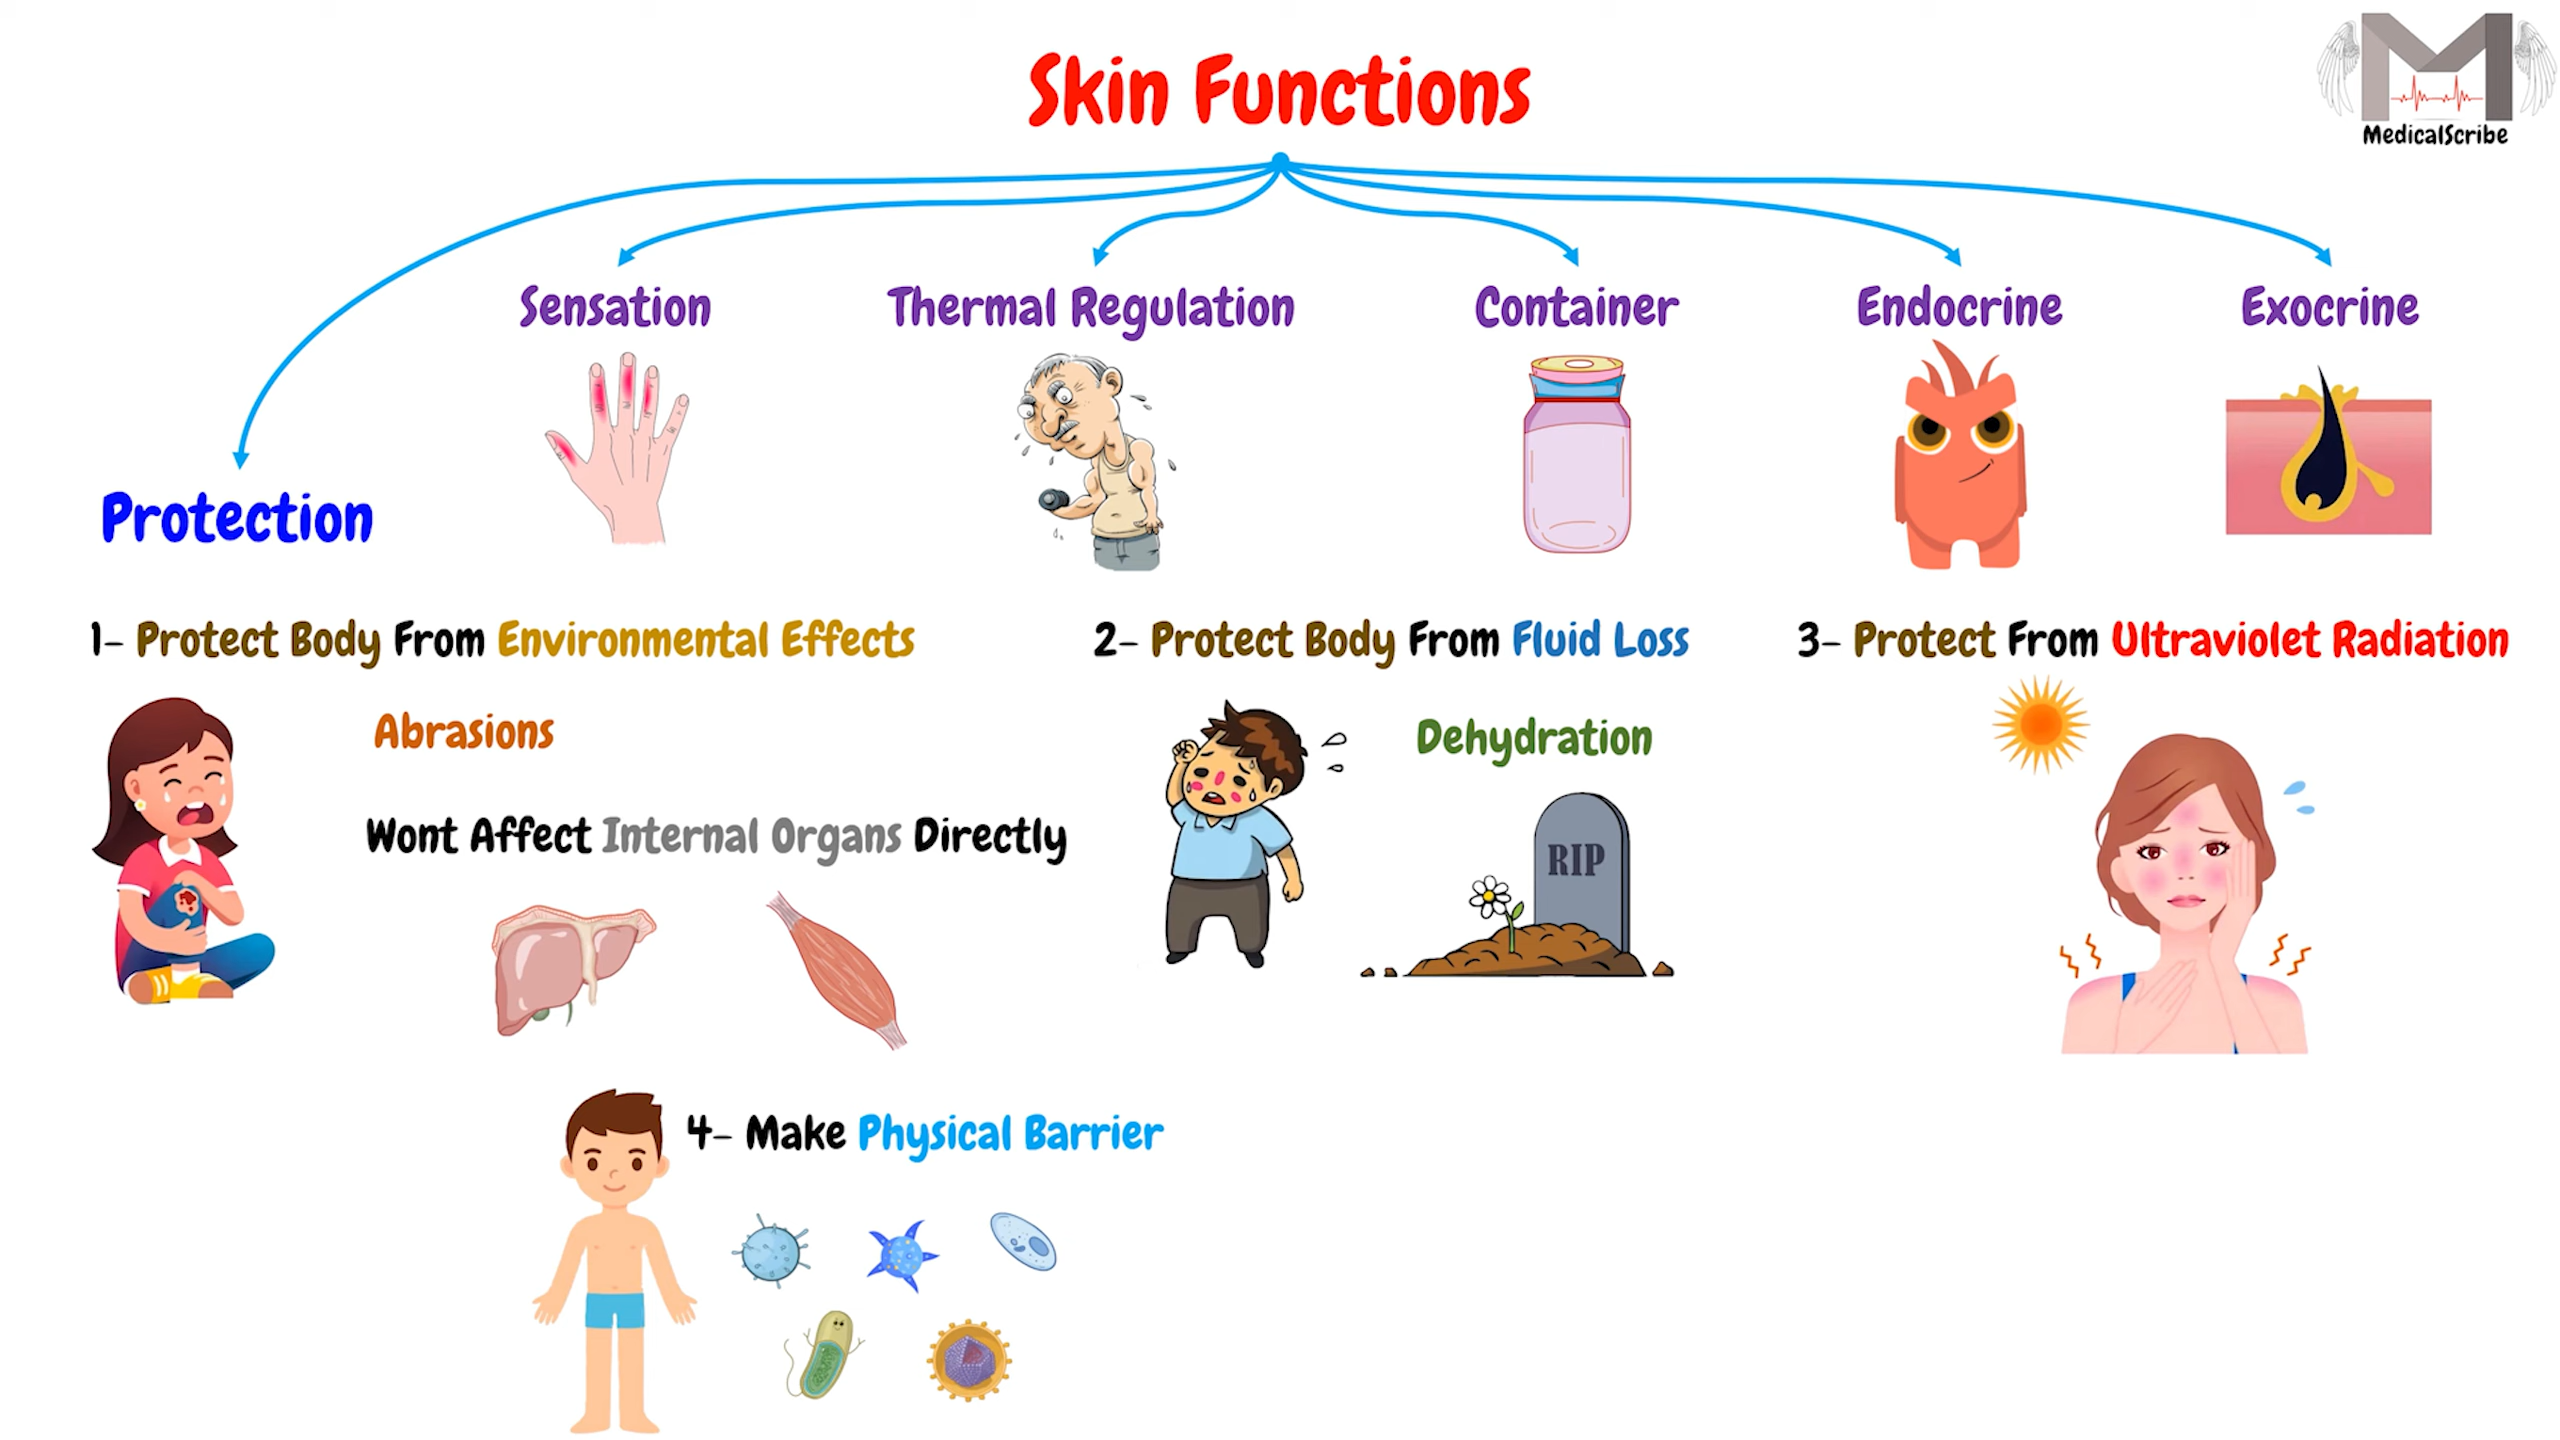 Skin Functions
MedicalScribe
Sensation
Thermal Regulation
Container
Endocrine
Exocrine
Protection
1- Protect Body From Environmental Effects
2- Protect Body From Fluid Loss
3- Protect From Ultraviolet Radiation
Abrasions
Dehydration
Wont Affect Internal Organs Directly
RIP
4- Make Physical Barrier